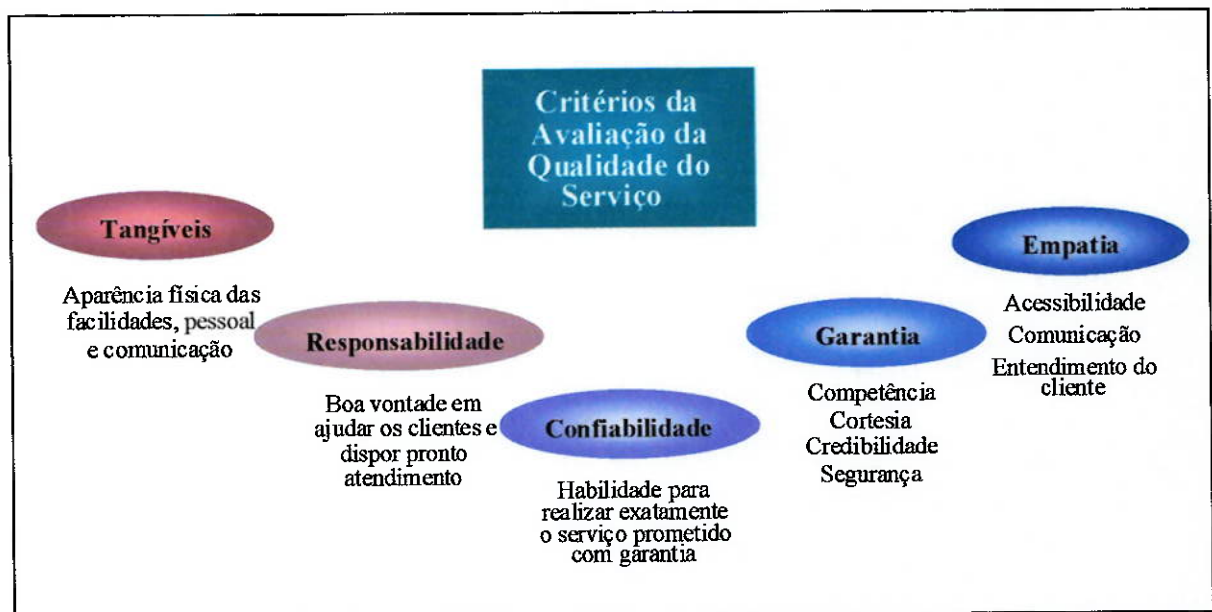 Critérios da
Avaliação da
Qualidade do
Serviço
Tangíveis
Aparência física das
facilidades, pessoal
e comunicação
Responsabilidade
Boa vontade em
ajudar os clientes e
dispor pronto
atendimento
Confiabilidade
Habilidade para
realizar exatamente
o serviço prometido
com garantia
Garantia
Competência
Cortesia
Credibilidade
Segurança
Empatia
Acessibilidade
Comunicação
Entendimento do
cliente